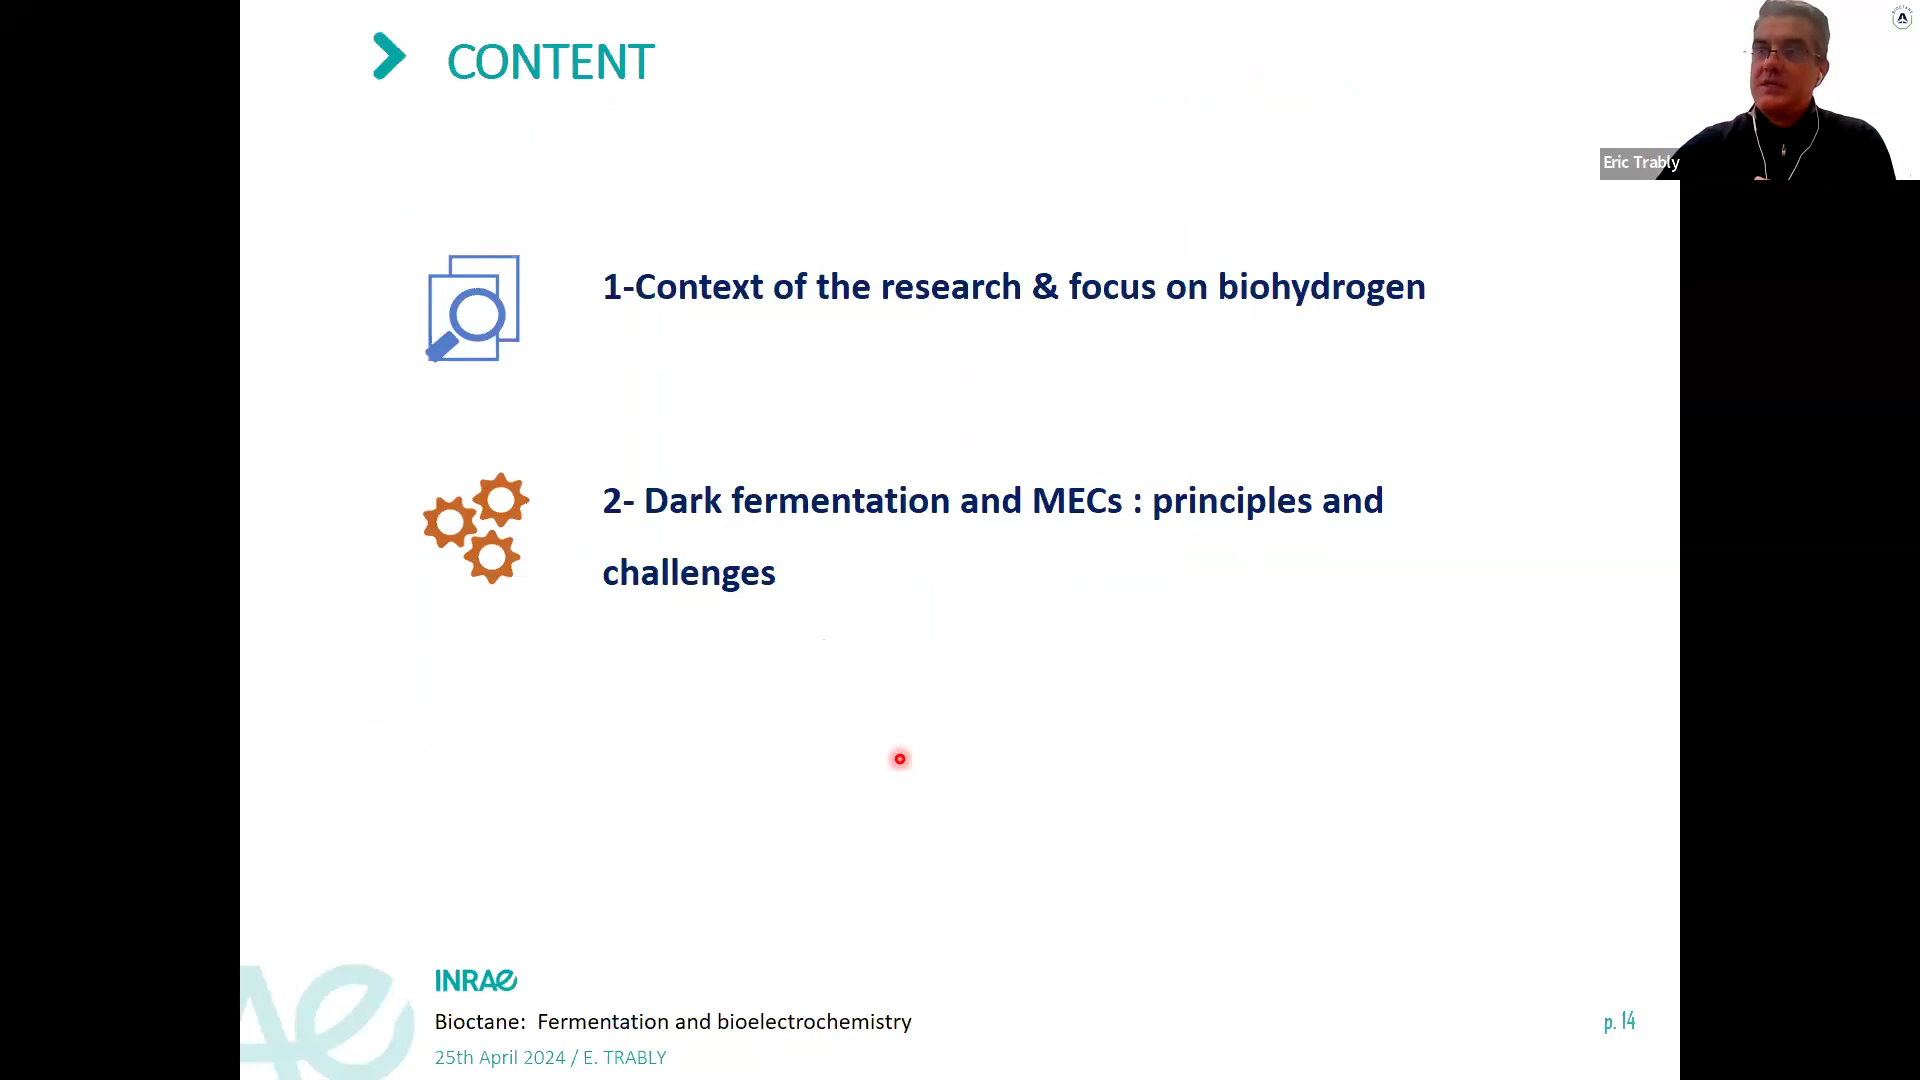 CONTENT
Eric Trably
1-Context of the research & focus on biohydrogen
2- Dark fermentation and MECs : principles and
challenges
INRAE
Bioctane: Fermentation and bioelectrochemistry
25th April 2024 / E. TRABLY
p. 14